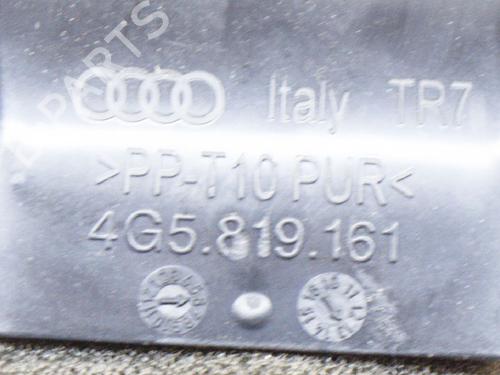 Italy TR7
>PP-T10 PUR<
4G5.819.161